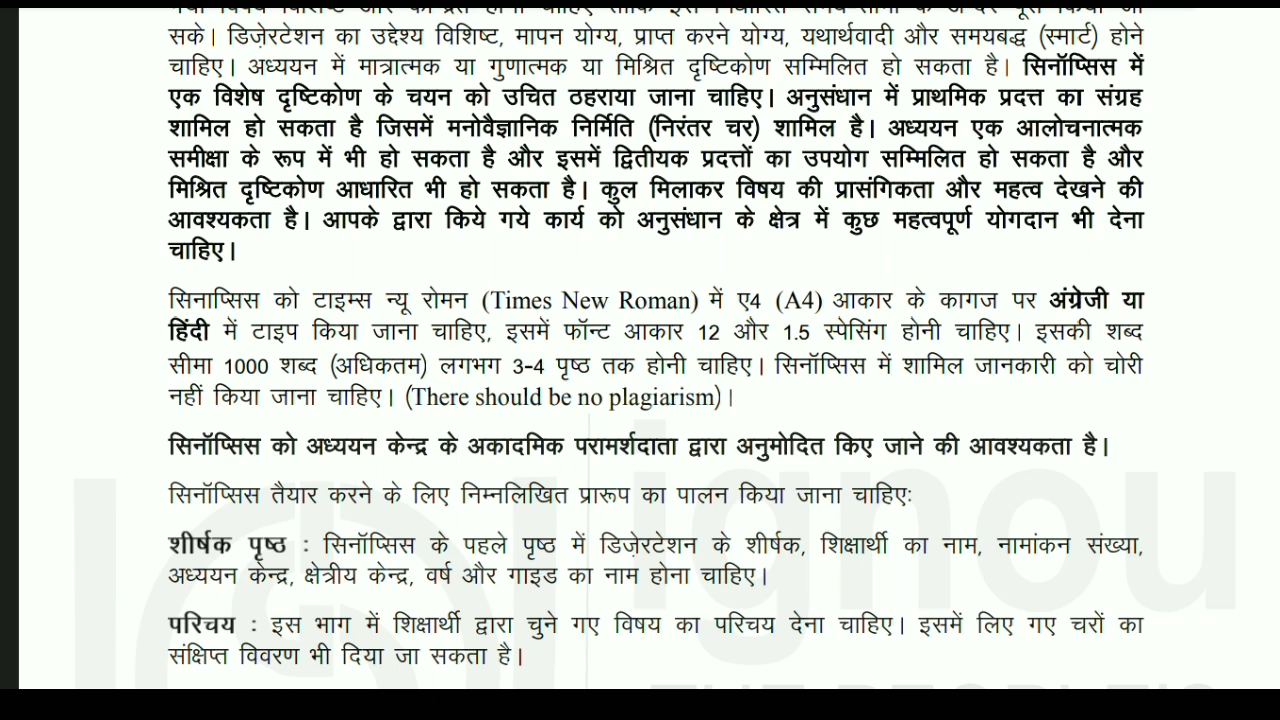 सके। डिज़ेरटेशन का उद्देश्य विशिष्ट, मापन योग्य, प्राप्त करने योग्य, यथार्थवादी और समयबद्ध (स्मार्ट) होने
चाहिए। अध्ययन में मात्रात्मक या गुणात्मक या मिश्रित दृष्टिकोण सम्मिलित हो सकता है। सिनॉप्सिस में
एक विशेष दृष्टिकोण के चयन को उचित ठहराया जाना चाहिए। अनुसंधान में प्राथमिक प्रदत्त का संग्रह
शामिल हो सकता है जिसमें मनोवैज्ञानिक निर्मिति (निरंतर चर) शामिल है। अध्ययन एक आलोचनात्मक
समीक्षा के रूप में भी हो सकता है और इसमें द्वितीयक प्रदत्तों का उपयोग सम्मिलित हो सकता है और
मिश्रित दृष्टिकोण आधारित भी हो सकता है। कुल मिलाकर विषय की प्रासंगिकता और महत्व देखने की
आवश्यकता है। आपके द्वारा किये गये कार्य को अनुसंधान के क्षेत्र में कुछ महत्वपूर्ण योगदान भी देना
चाहिए।
सिनाप्सिस को टाइम्स न्यू रोमन (Times New Roman) में ए4 (A4) आकार के कागज पर अंग्रेजी या
हिंदी में टाइप किया जाना चाहिए, इसमें फॉन्ट आकार 12 और 1.5 स्पेसिंग होनी चाहिए। इसकी शब्द
सीमा 1000 शब्द (अधिकतम) लगभग 3-4 पृष्ठ तक होनी चाहिए। सिनॉप्सिस में शामिल जानकारी को चोरी
नहीं किया जाना चाहिए। (There should be no plagiarism)।
सिनॉप्सिस को अध्ययन केन्द्र के अकादमिक परामर्शदाता द्वारा अनुमोदित किए जाने की आवश्यकता है।
सिनॉप्सिस तैयार करने के लिए निम्नलिखित प्रारूप का पालन किया जाना चाहिए:
शीर्षक पृष्ठ : सिनॉप्सिस के पहले पृष्ठ में डिज़ेरटेशन के शीर्षक, शिक्षार्थी का नाम, नामांकन संख्या,
अध्ययन केन्द्र, क्षेत्रीय केन्द्र, वर्ष और गाइड का नाम होना चाहिए।
परिचय : इस भाग में शिक्षार्थी द्वारा चुने गए विषय का परिचय देना चाहिए। इसमें लिए गए चरों का
संक्षिप्त विवरण भी दिया जा सकता है।
ignou